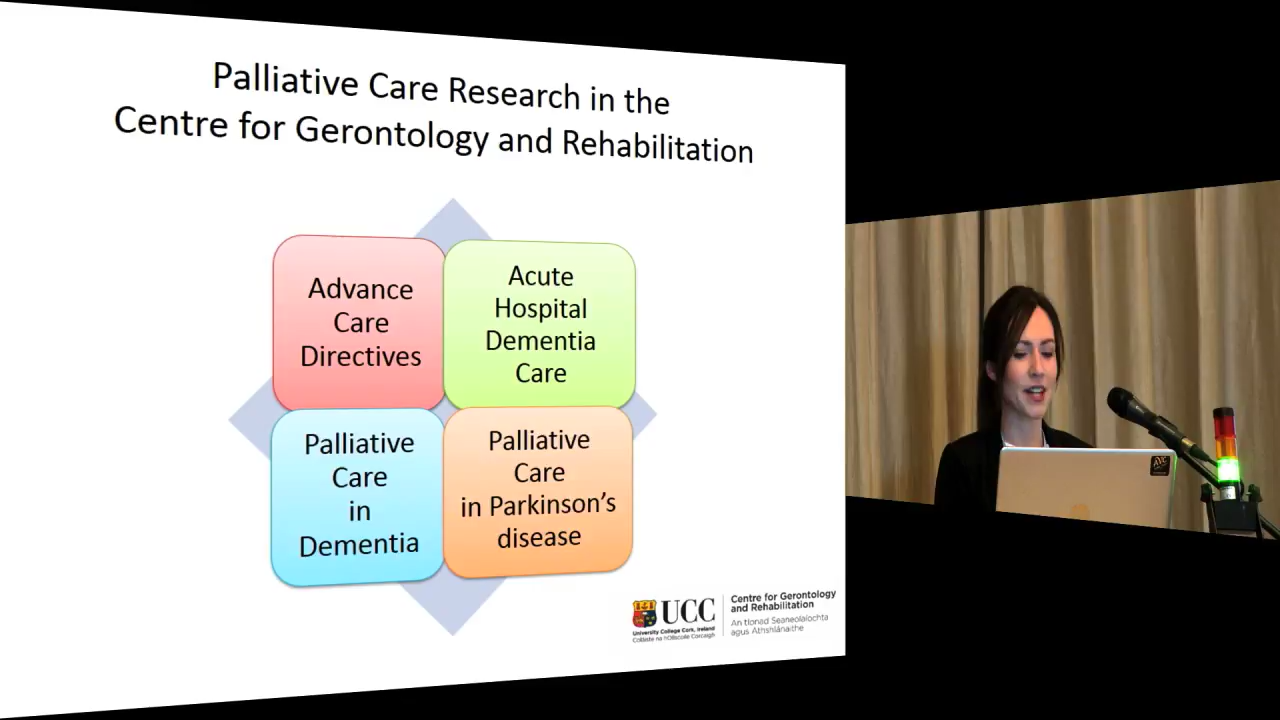 Palliative Care Research in the
Centre for Gerontology and Rehabilitation
Advance
Care
Directives
Acute
Hospital
Dementia
Care
Palliative
Care
in
Dementia
Palliative
Care
in Parkinson's
disease
UCC
University College Cork, Ireland
Coláiste na hOllscoile Corcaigh
Centre for Gerontology
and Rehabilitation
An tIonad Seaneolaíochta
agus Athshlánaithe